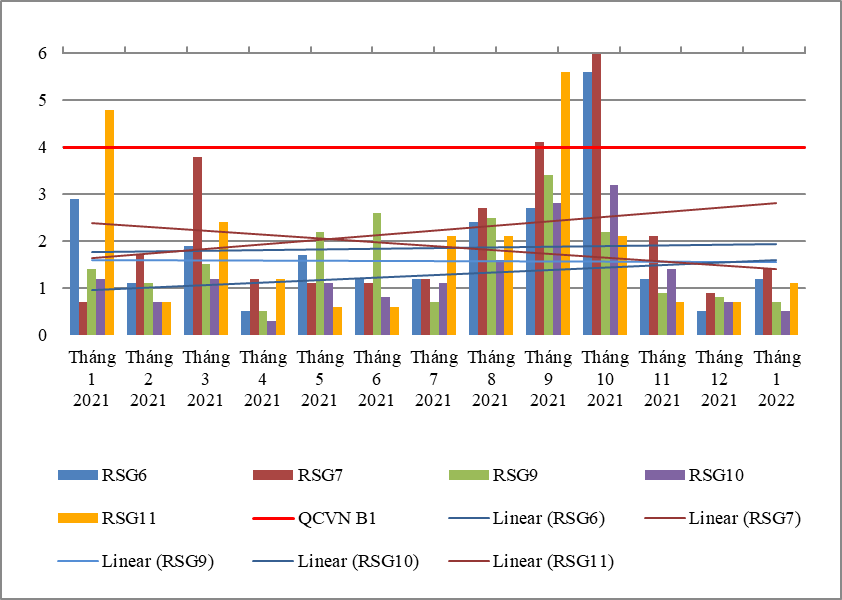 6
5
4
3
2
1
0
Tháng 1 2021
Tháng 2 2021
Tháng 3 2021
Tháng 4 2021
Tháng 5 2021
Tháng 6 2021
Tháng 7 2021
Tháng 8 2021
Tháng 9 2021
Tháng 10 2021
Tháng 11 2021
Tháng 12 2021
Tháng 1 2022
RSG6
RSG7
RSG9
RSG10
RSG11
QCVN B1
Linear (RSG6)
Linear (RSG7)
Linear (RSG9)
Linear (RSG10)
Linear (RSG11)